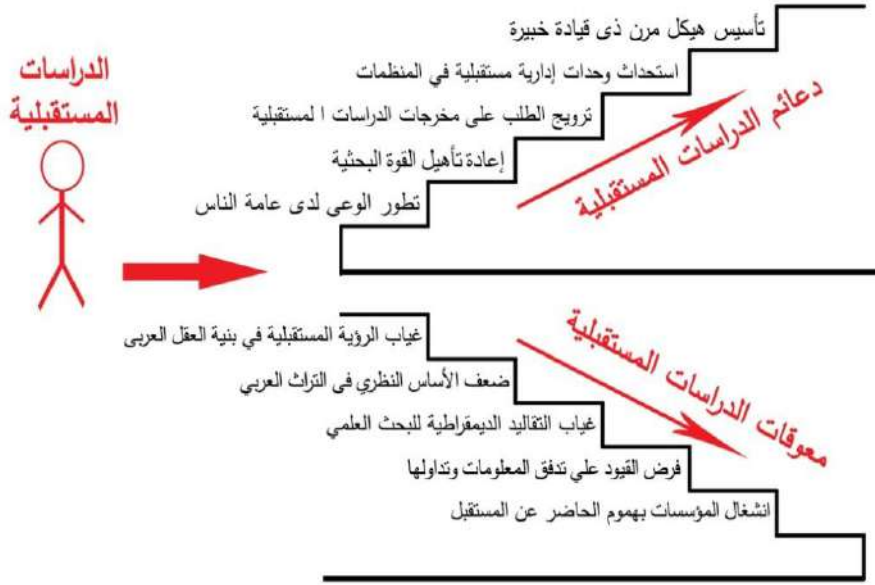 الدراسات
المستقبلية
تأسيس هيكل مرن ذى قيادة خبيرة
استحداث وحدات إدارية مستقبلية في المنظمات
ترويج الطلب على مخرجات الدراسات ا لمستقبلية
إعادة تأهيل القوة البحثية
تطور الوعى لدى عامة الناس
دعائم الدراسات المستقبلية
غياب الرؤية المستقبلية في بنية العقل العربى
ضعف الأساس النظري فى التراث العربي
غياب التقاليد الديمقراطية للبحث العلمي
فرض القيود علي تدفق المعلومات وتداولها
انشغال المؤسسات بهموم الحاضر عن المستقبل
معوقات الدراسات المستقبلية